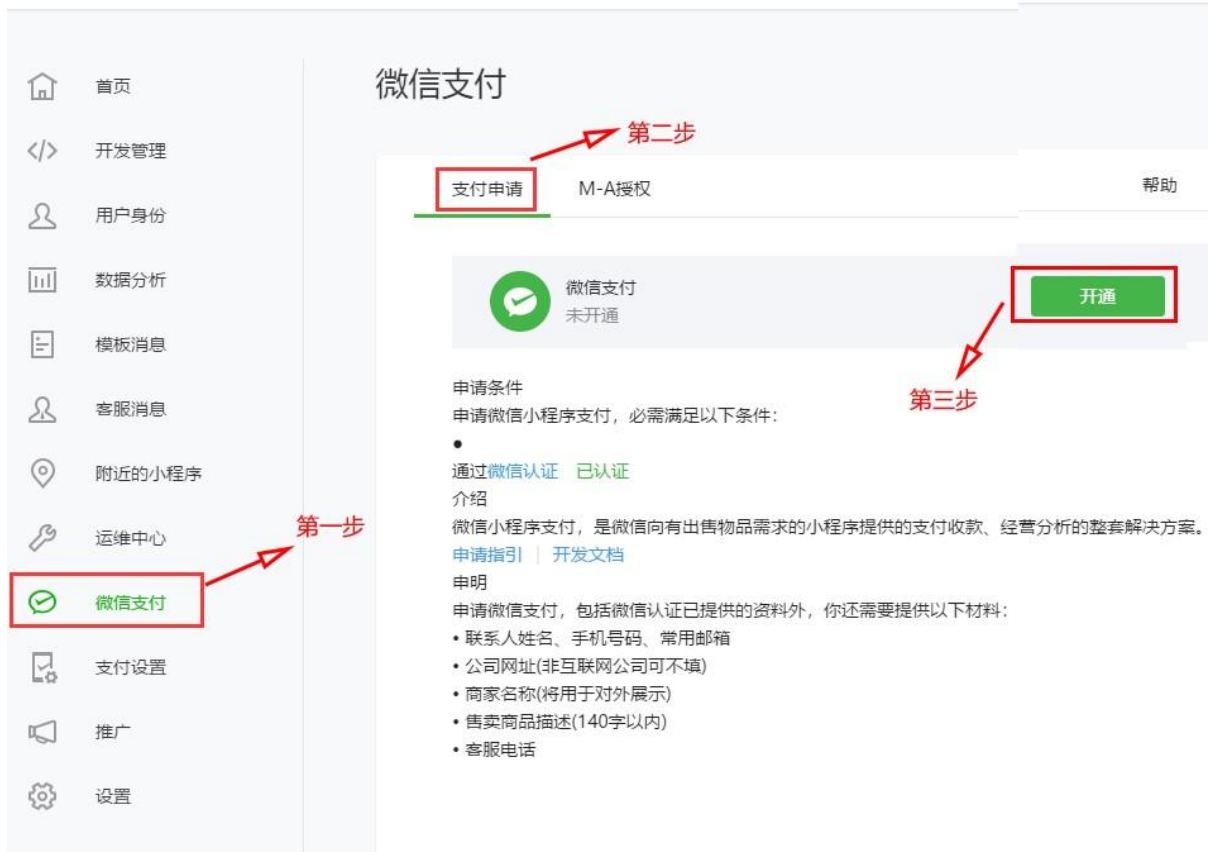 首页
开发管理
用户身份
数据分析
模板消息
客服消息
附近的小程序
运维中心
微信支付
支付设置
推广
设置
第一步
微信支付
第二步
支付申请 M-A授权 帮助
微信支付
未开通
开通
第三步
申请条件
申请微信小程序支付，必需满足以下条件：
•
通过微信认证 已认证
介绍
微信小程序支付，是微信向有出售物品需求的小程序提供的支付收款、经营分析的整套解决方案。
申请指引 | 开发文档
申明
申请微信支付，包括微信认证已提供的资料外，你还需要提供以下材料：
• 联系人姓名、手机号码、常用邮箱
• 公司网址(非互联网公司可不填)
• 商家名称(将用于对外展示)
• 售卖商品描述(140字以内)
• 客服电话